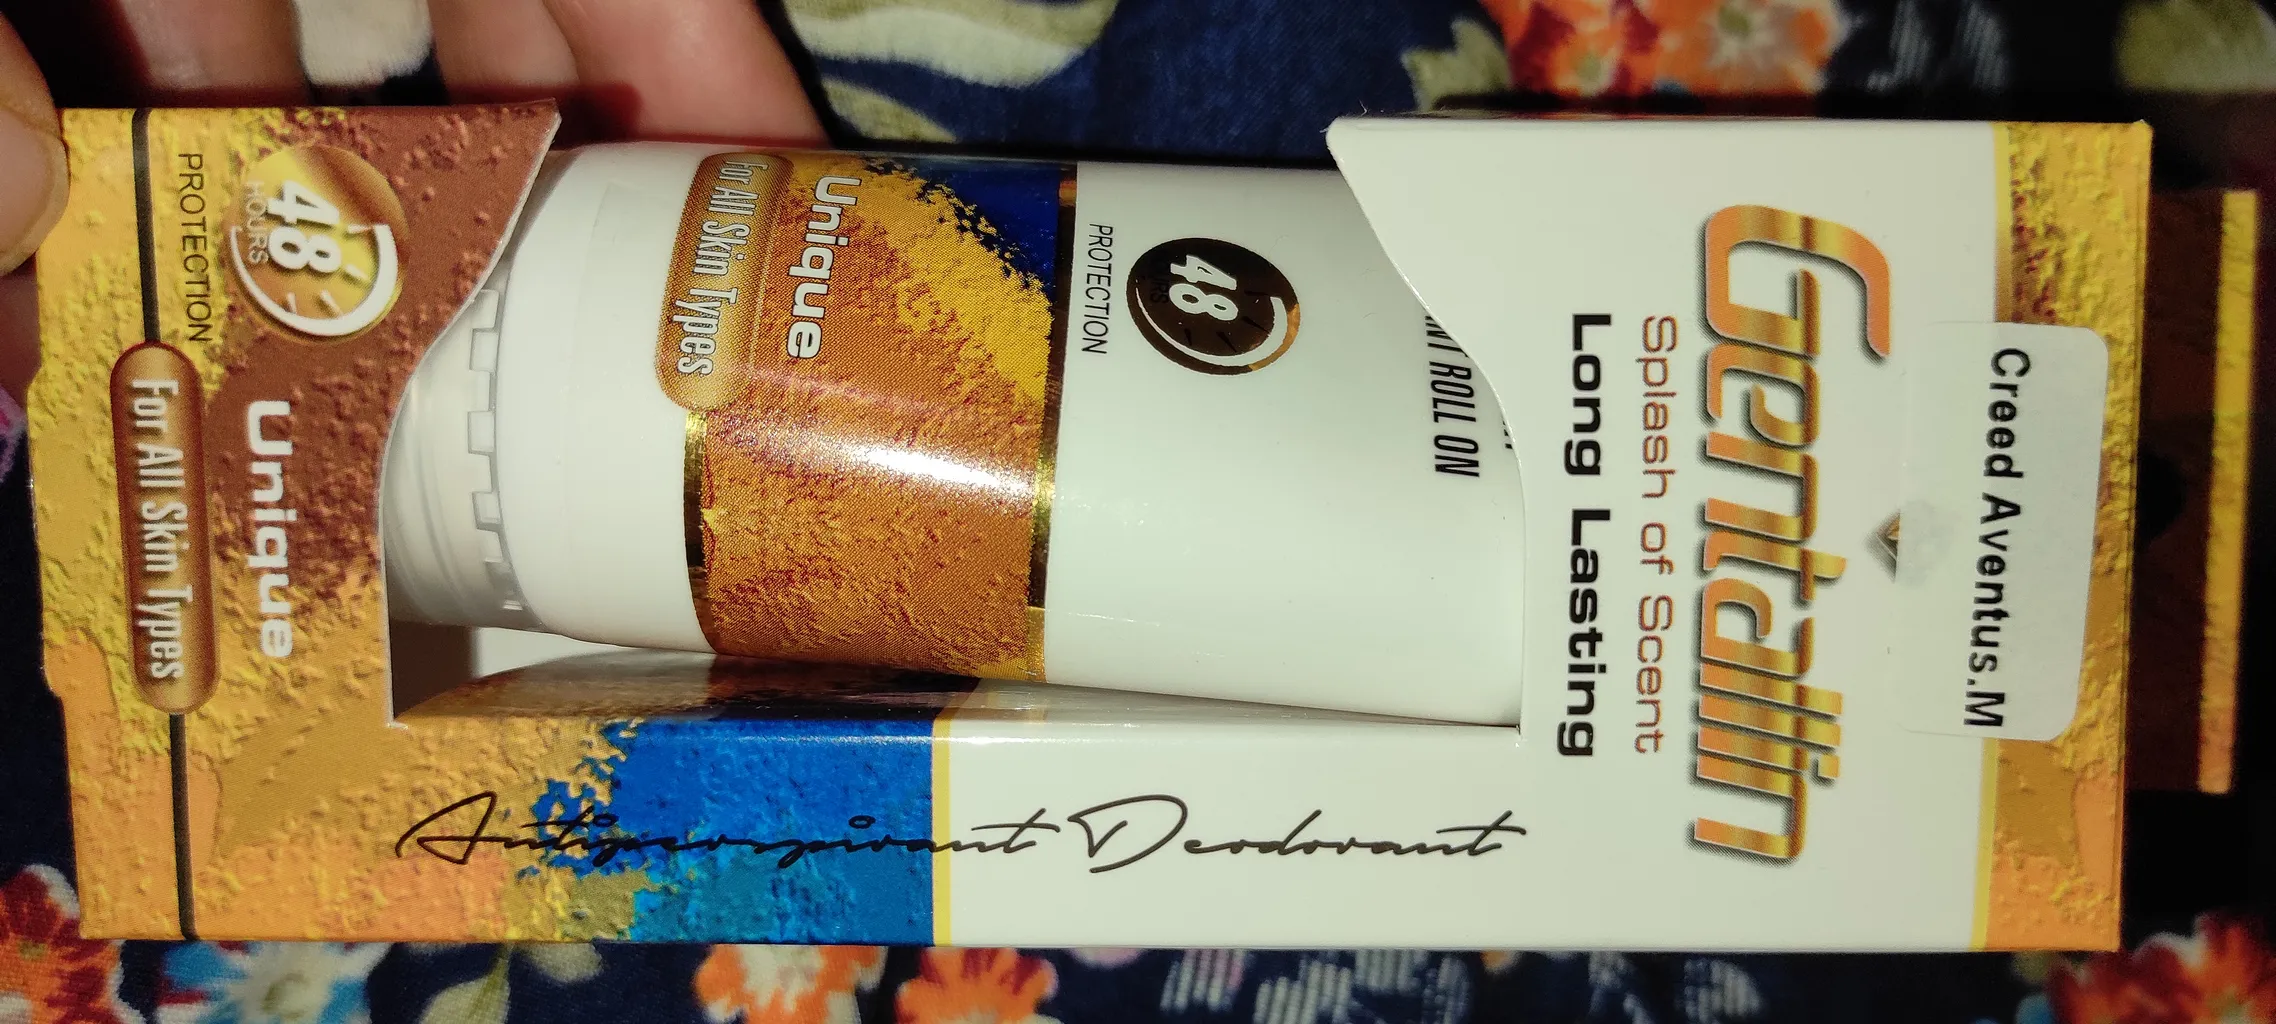 Creed Aventus.M
Gentalin
Splash of Scent
Long Lasting
ROLL ON
48
PROTECTION
Unique
For All Skin Types
48
HOURS
PROTECTION
Unique
For All Skin Types
Antiperspirant Deodorant